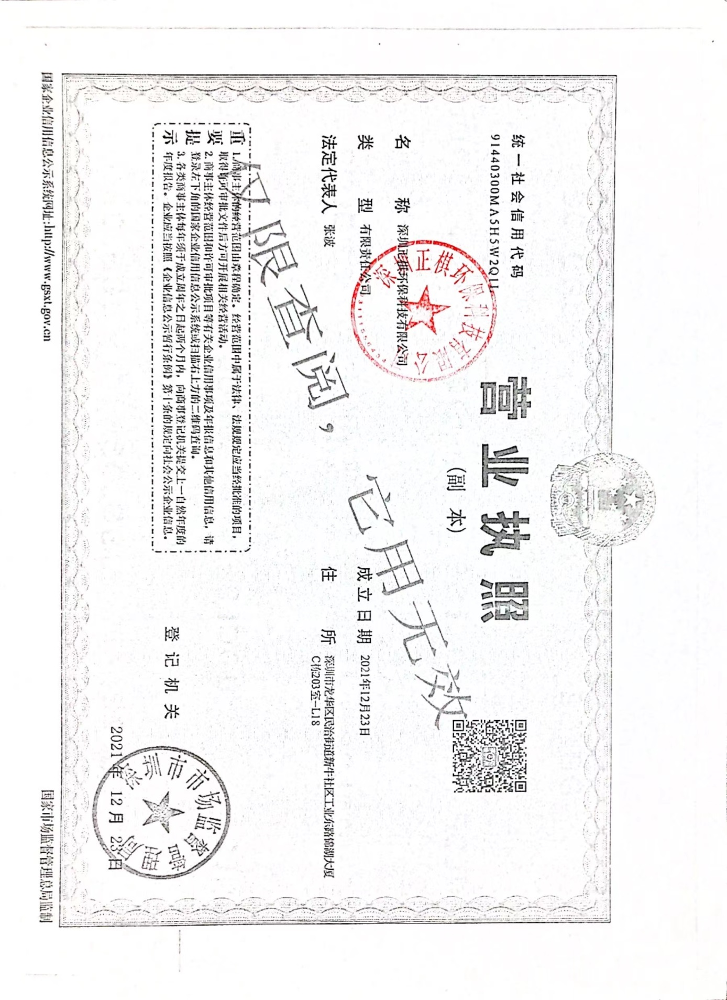 统一社会信用代码
营业执照
(副 本)
名 称 深圳正棋环保科技有限公司
类 型 有限责任公司
法定代表人 张波
成立日期 2021年12月23日
住 所 深圳市龙华区民治街道新牛社区工业东路锦湖大厦
C栋203室-L18
仅限查阅，它用无效
深圳正棋环保科技有限公
重要提示
1.商事主体的经营范围由章程确定。经营范围中属于法律、法规规定应当经批准的项目，
取得许可审批文件后方可开展相关经营活动。
2.商事主体经营范围和许可审批项目等有关企业信用事项及年报信息和其他信用信息，请
登录左下角的国家企业信用信息公示系统或扫描右上方的二维码查询。
3.各类商事主体每年须于成立周年之日起两个月内，向商事登记机关提交上一自然年度的
年度报告。企业应当按照《企业信息公示暂行条例》第十条的规定向社会公示企业信息。
登记机关
深圳市市场监督管理局
2021年 12月 23日
国家企业信用信息公示系统网址:http://www.gsxt.gov.cn
国家市场监督管理总局监制